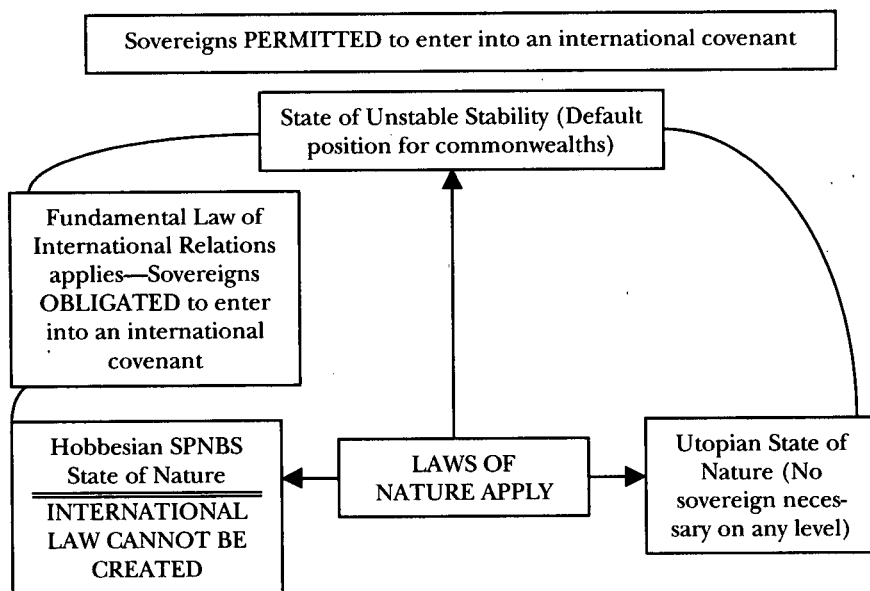 Sovereigns PERMITTED to enter into an international covenant
State of Unstable Stability (Default
position for commonwealths)
Fundamental Law of
International Relations
applies—Sovereigns
OBLIGATED to enter
into an international
covenant
Hobbesian SPNBS
State of Nature
INTERNATIONAL
LAW CANNOT BE
CREATED
LAWS OF
NATURE APPLY
Utopian State of
Nature (No
sovereign neces-
sary on any level)